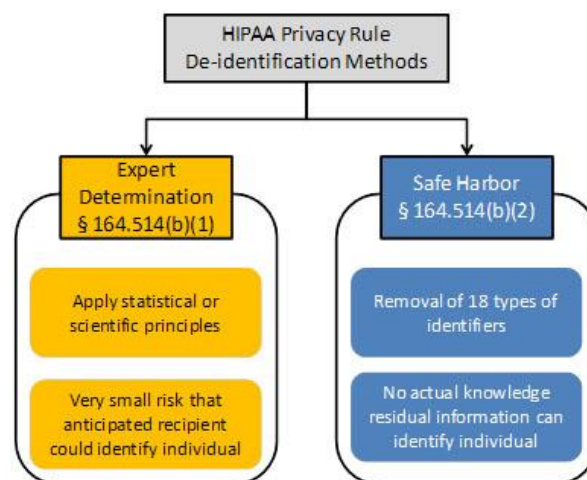 HIPAA Privacy Rule
De-identification Methods
Expert
Determination
§ 164.514(b)(1)
Apply statistical or
scientific principles
Very small risk that
anticipated recipient
could identify individual
Safe Harbor
§ 164.514(b)(2)
Removal of 18 types of
identifiers
No actual knowledge
residual information can
identify individual